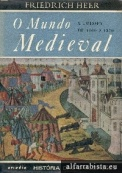 FRIEDRICH HEER
O Mundo
Medieval
A EUROPA
DE 1100 A 1350
arcádia
HISTÓRIA
alfarrabista.eu